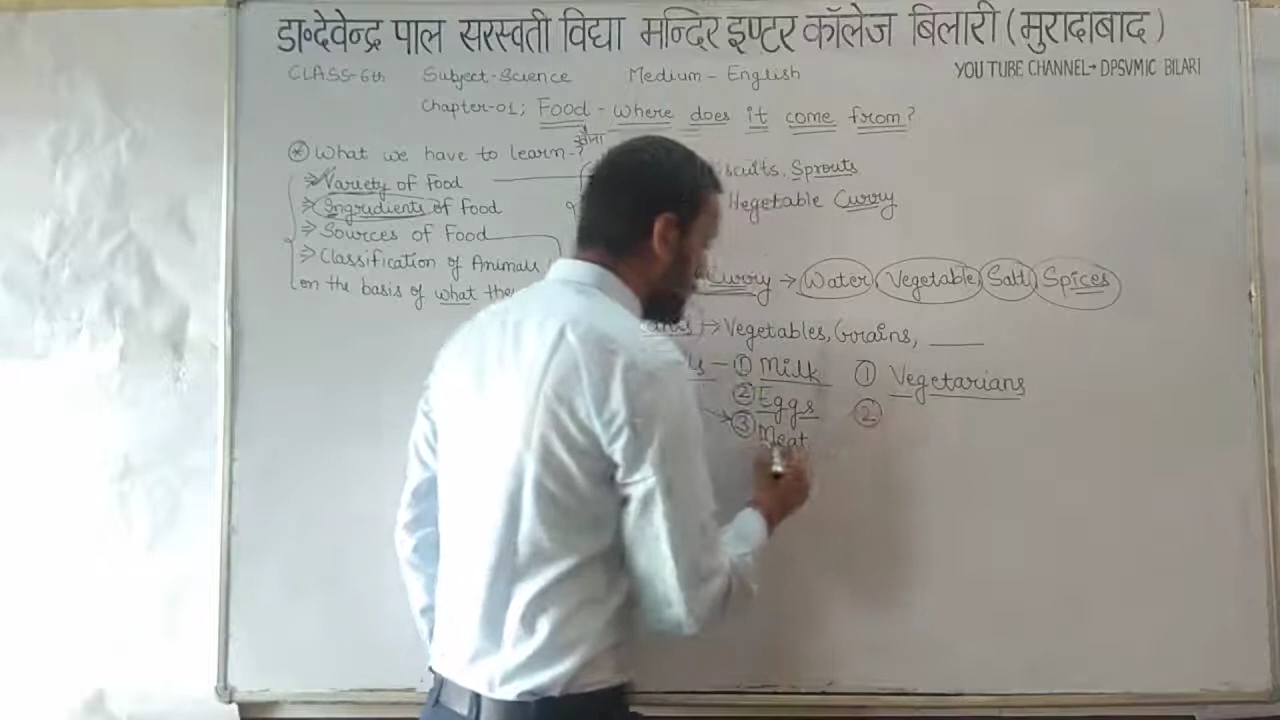 डा॰देवेन्द्र पाल सरस्वती विद्या मन्दिर इण्टर कॉलेज बिलारी (मुरादाबाद)
CLASS-6th Subject-Science Medium-English
YOU TUBE CHANNEL→ DPSVMIC BILARI
Chapter-01; Food - Where does it come from?
* What we have to learn-?
⇒ Variety of Food
⇒ Ingredients of Food
⇒ Sources of Food
⇒ Classification of Animals
on the basis of what the
scuits, Sprouts
Hegetable Curry
Curry → Water Vegetable Salt Spices
→ Vegetables, Grains, ____
- ① Milk
② Eggs
③ Meat
① Vegetarians
②